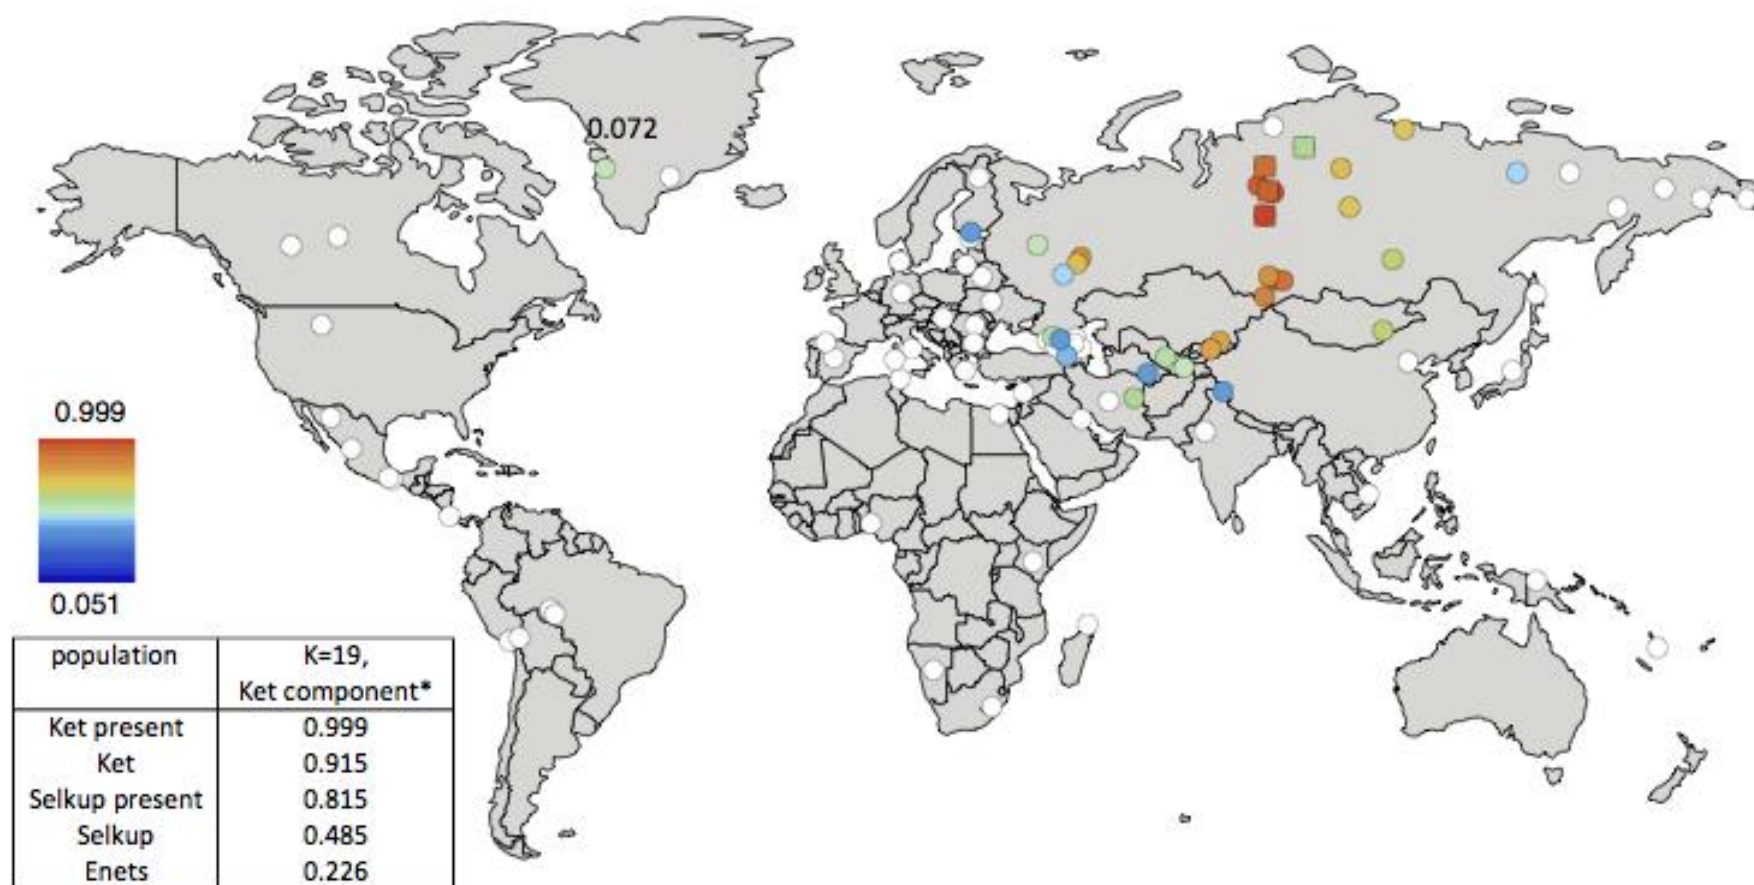 0.072
0.999
0.051
population K=19,
Ket component*
Ket present 0.999
Ket 0.915
Selkup present 0.815
Selkup 0.485
Enets 0.226